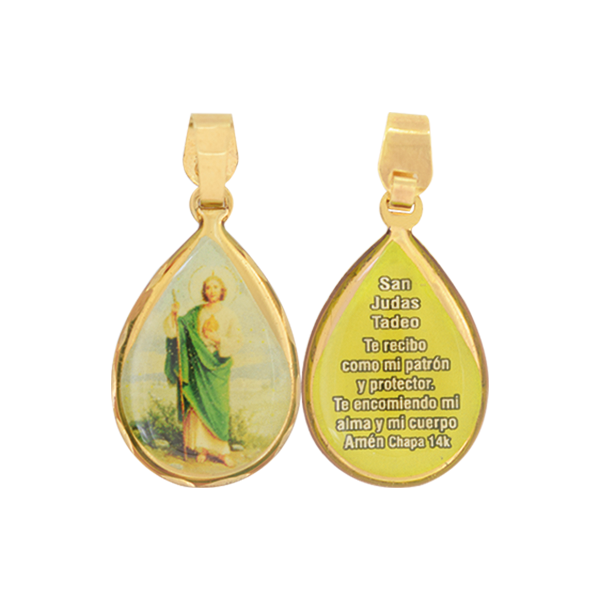 San
Judas
Tadeo
Te recibo
como mi patrón
y protector.
Te encomiendo mi
alma y mi cuerpo
Amén Chapa 14k